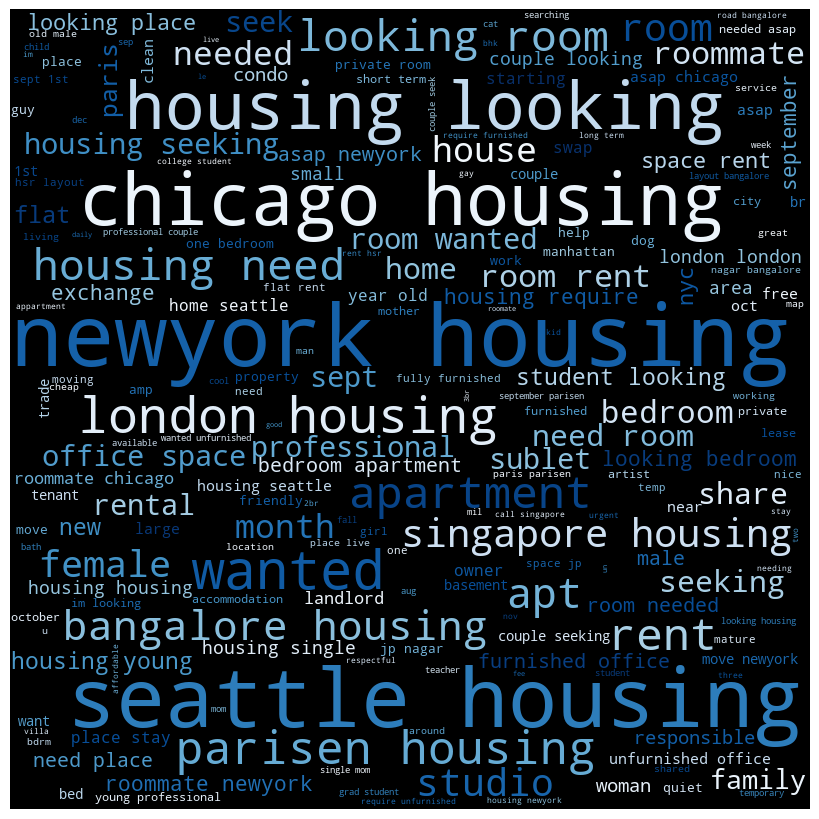 old male
looking place
seek
looking room
searching
cat
room
road bangalore
needed asap
child
im
sept 1st
guy
place
paris
clean
sep
live
needed
condo
le
private room
short term
bhk
couple looking
roommate
starting
asap chicago
housing looking
couple seek
service
asap
september
dec
housing seeking
asap newyork
require furnished
long term
house
swap
week
space rent
1st
hsr layout
college student
small
gay
couple
layout bangalore
flat
chicago housing
city
br
living
daily
professional couple
one bedroom
rent hsr
room wanted
work
help
manhattan
dog
great
london london
housing need
flat rent
home
room rent
nyc
nagar bangalore
area
exchange
home seattle
year old
housing require
oct
free
map
appartment
mother
roomate
newyork housing
man
kid
moving
cheap
trade
amp
cool
property
need
sept
fully furnished
student looking
3br
september parisen
working
london housing
good
furnished
bedroom
private
available
wanted unfurnished
need room
lease
office space
professional
sublet
looking bedroom
bedroom apartment
roommate chicago
housing seattle
paris parisen
artist
nice
tenant
rental
friendly
2br
apartment
mil
call singapore
temp
urgent
near
share
stay
move
new
large
month
fall
girl
singapore housing
two
bath
location
place live
one
female
wanted
owner
space jp
5
male
needing
housing housing
basement
seeking
accommodation
landlord
aug
apt
october
im looking
room needed
looking housing
u
bangalore housing
nov
rent
mature
housing single
jp nagar
couple seeking
housing young
affordable
respectful
furnished office
move newyork
teacher
fee
student
three
seattle housing
mom
want
villa
bdrm
place stay
around
responsible
parisen housing
need place
single mom
unfurnished office
shared
roommate newyork
grad student
studio
woman
quiet
family
bed
young professional
require unfurnished
housing newyork
temporary